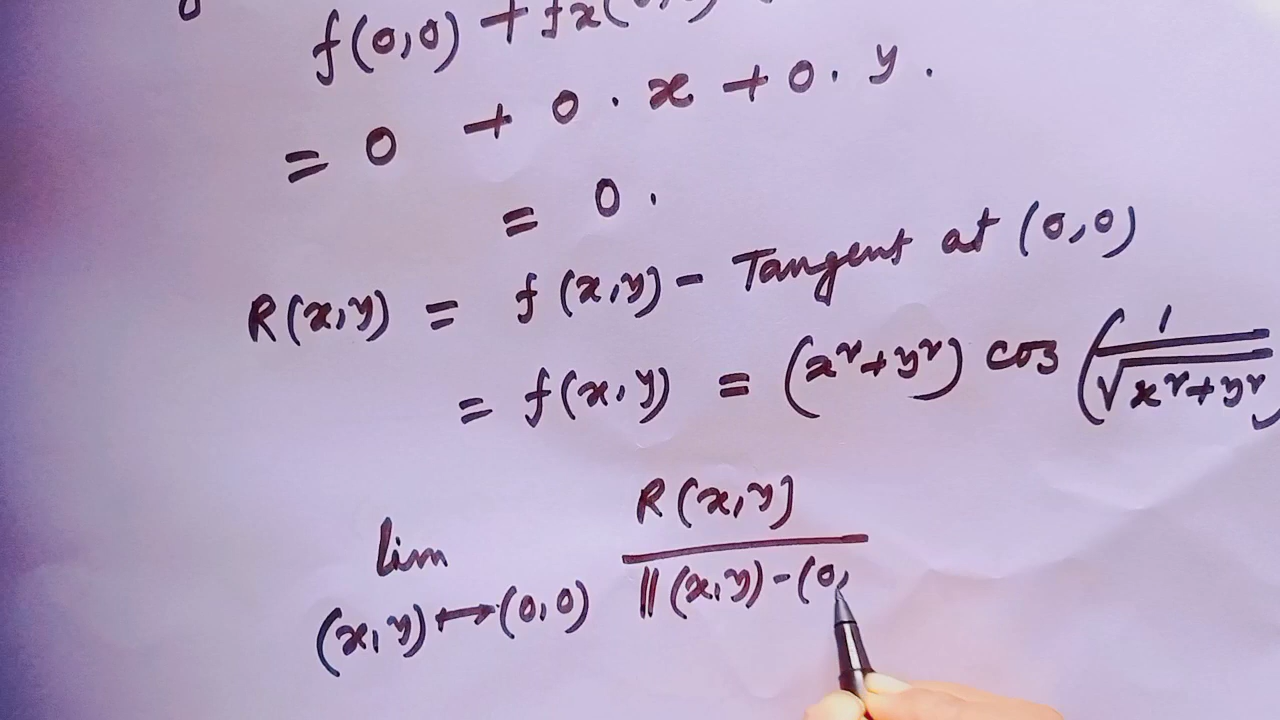 f(0,0) + fx(
= 0 + 0 · x + 0 · y .
= 0 .
R(x,y) = f(x,y) - Tangent at (0,0)
= f(x,y) = (x² + y²) cos (1/√x² + y²)
lim (x,y) ↦ (0,0) R(x,y) / ||(x,y) - (0,